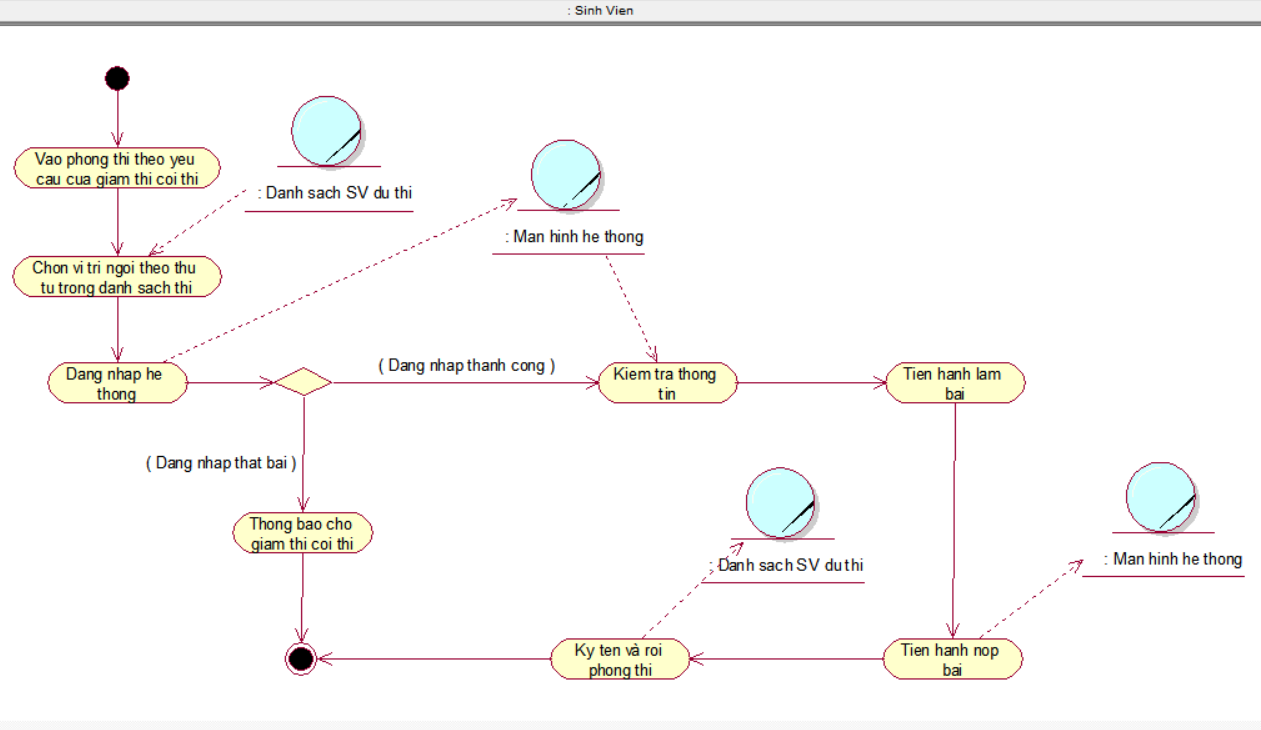 : Sinh Vien
Vao phong thi theo yeu
cau cua giam thi coi thi
: Danh sach SV du thi
: Man hinh he thong
Chon vi tri ngoi theo thu
tu trong danh sach thi
Dang nhap he
thong
( Dang nhap thanh cong )
Kiem tra thong
tin
Tien hanh lam
bai
( Dang nhap that bai )
Thong bao cho
giam thi coi thi
: Danh sach SV du thi
: Man hinh he thong
Ky ten và roi
phong thi
Tien hanh nop
bai